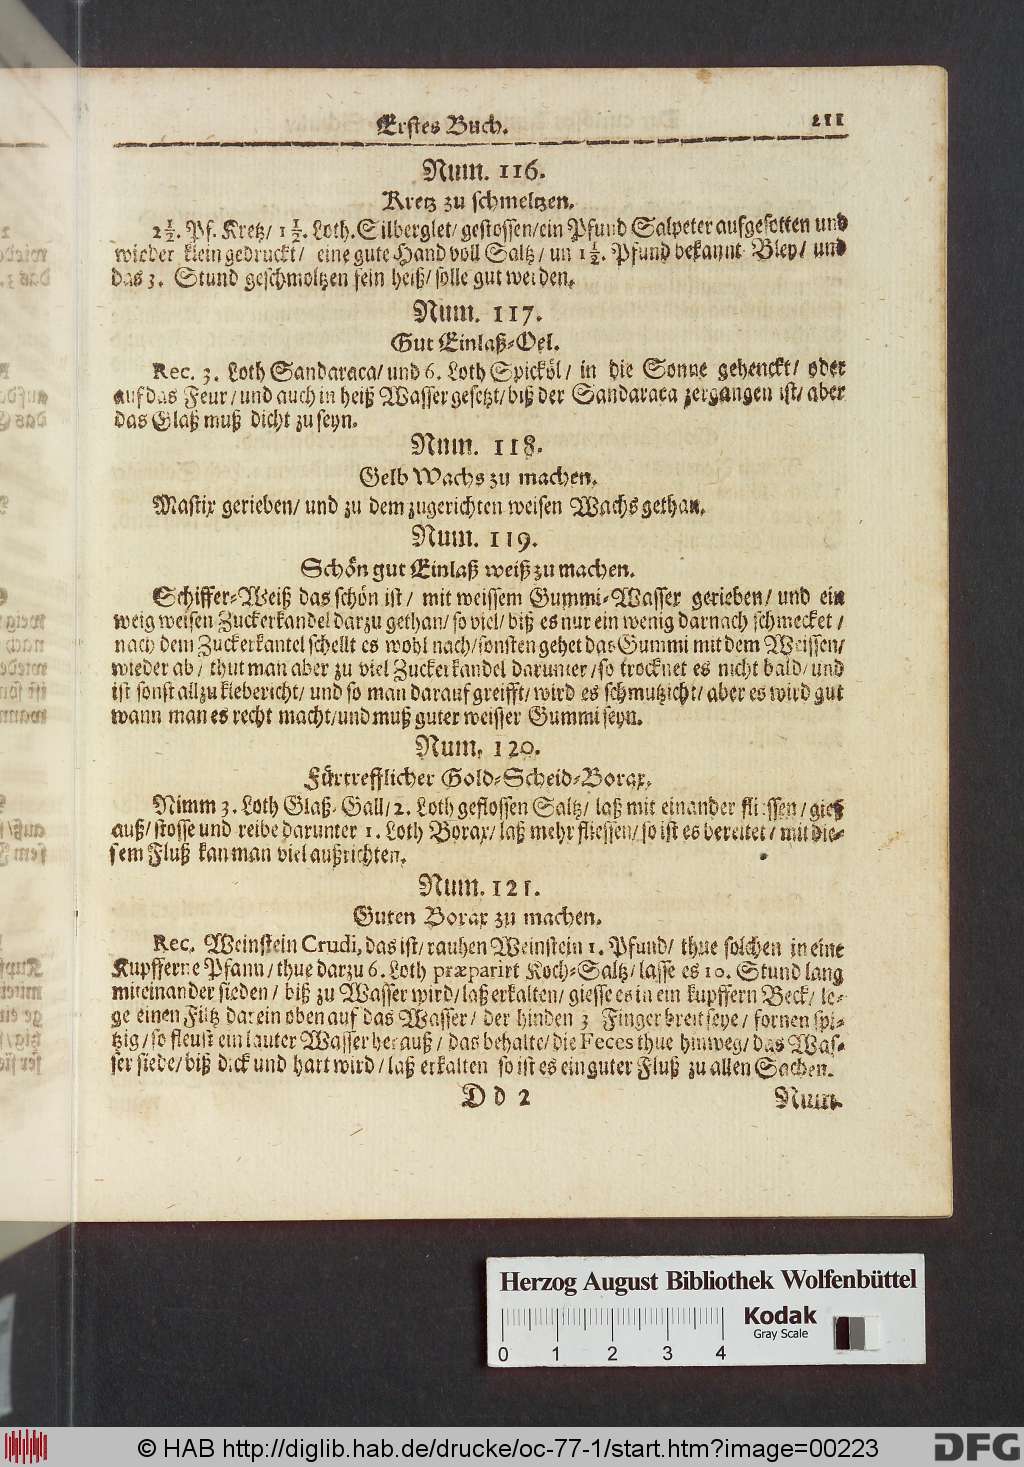 Erstes Buch. 211
Num. 116.
Kretz zu schmeltzen.
2½. Pf. Kretz/ 1½. Loth. Silberglet/ gestossen/ ein Pfund Salpeter aufgesotten und
wieder klein gedruckt/ eine gute Hand voll Saltz/ un 1½. Pfund bekannt Bley/ und
das 3. Stund geschmoltzen fein heiß/ solle gut werden.
Num. 117.
Gut Einlaß-Oel.
Rec. 3. Loth Sandaraca/ und 6. Loth Spicköl/ in die Sonne gehenckt/ oder
auf das Feur/ und auch in heiß Wasser gesetzt/ biß der Sandaraca zergangen ist/ aber
das Glaß muß dicht zu seyn.
Num. 118.
Gelb Wachs zu machen.
Mastix gerieben/ und zu dem zugerichten weisen Wachs gethan.
Num. 119.
Schön gut Einlaß weiß zu machen.
Schiffer-Weiß das schön ist/ mit weissem Gummi-Wasser gerieben/ und ein
weig weisen Zuckerkandel darzu gethan/ so viel/ biß es nur ein wenig darnach schmecket/
nach dem Zuckerkantel schellt es wohl nach/ sonsten gehet das Gummi mit dem Weissen/
wieder ab/ thut man aber zu viel Zuckerkandel darunter/ so trocknet es nicht bald/ und
ist sonst allzu klebericht/ und so man darauf greifft/ wird es schmutzicht/ aber es wird gut
wann man es recht macht/ und muß guter weisser Gummi seyn.
Num. 120.
Fürtrefflicher Gold-Scheid-Borax.
Nimm 3. Loth Glaß-Gall/ 2. Loth geflossen Saltz/ laß mit einander fliessen/ gieß
auß/ stosse und reibe darunter 1. Loth Borax/ laß mehr fliessen/ so ist es bereitet/ mit die-
sem Fluß kan man viel außrichten.
Num. 121.
Guten Borax zu machen.
Rec. Weinstein Crudi, das ist/ rauhen Weinstein 1. Pfund/ thue solchen in eine
Kupfferne Pfann/ thue darzu 6. Loth præparirt Koch-Saltz/ lasse es 10. Stund lang
miteinander sieden/ biß zu Wasser wird/ laß erkalten/ giesse es in ein kupffern Beck/ le-
ge einen Filtz darein oben auf das Wasser/ der hinden 3 Finger breit seye/ fornen spi-
tzig/ so fleust ein lauter Wasser herauß/ das behalte/ die Feces thue hinweg/ das Was-
ser siede/ biß dick und hart wird/ laß erkalten so ist es ein guter Fluß zu allen Sachen.
D d 2 Num.
Herzog August Bibliothek Wolfenbüttel
Kodak
Gray Scale
0 1 2 3 4
© HAB http://diglib.hab.de/drucke/oc-77-1/start.htm?image=00223
DFG